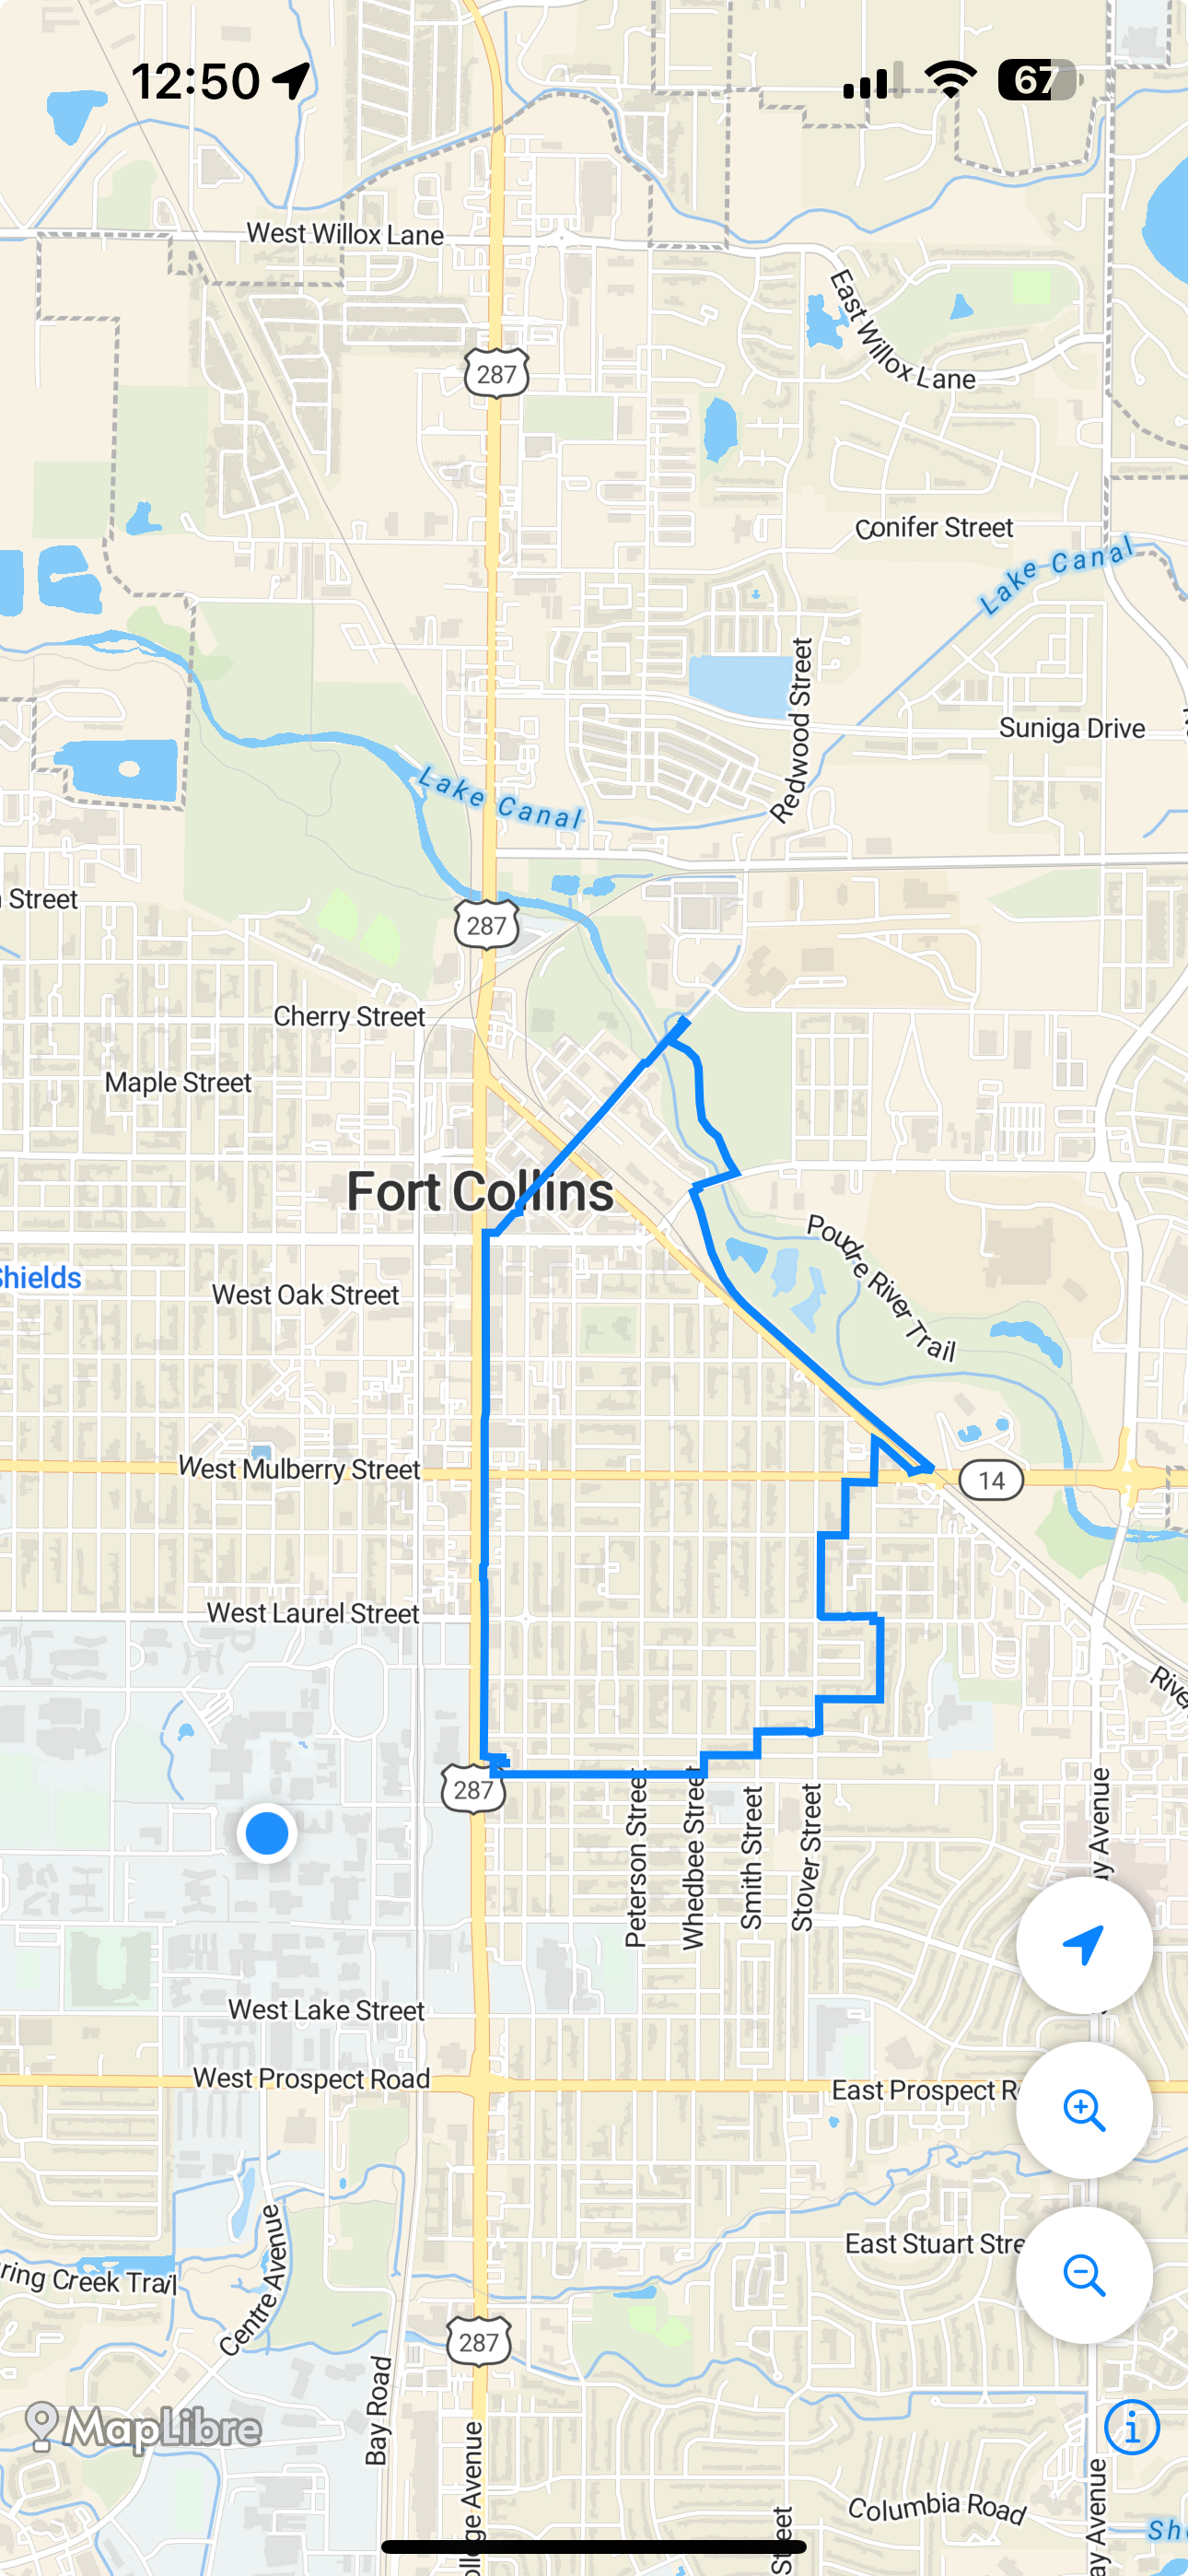 12:50
67
West Willox Lane
East Willox Lane
287
Conifer Street
Lake Canal
Redwood Street
Suniga Drive
Lake Canal
Street
287
Cherry Street
Maple Street
Fort Collins
Poudre River Trail
Shields
West Oak Street
West Mulberry Street
14
West Laurel Street
287
Peterson Street
Whedbee Street
Smith Street
Stover Street
ay Avenue
West Lake Street
West Prospect Road
East Prospect R
East Stuart Stre
ring Creek Trail
Centre Avenue
287
Bay Road
MapLibre
ollege Avenue
Street
Columbia Road
ay Avenue
Sh